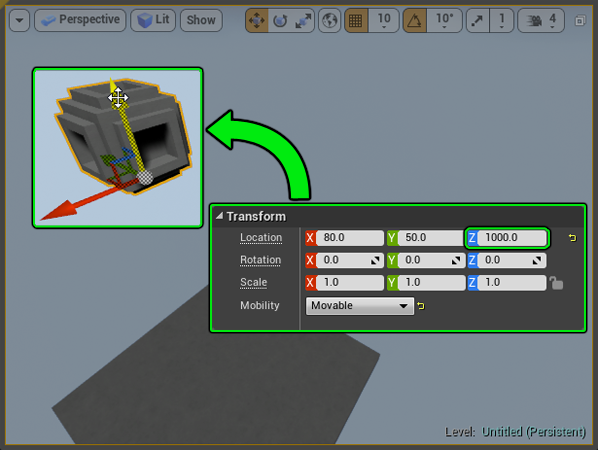 Perspective Lit Show 10 10° 1 4
Transform
Location X 80.0 Y 50.0 Z 1000.0
Rotation X 0.0 Y 0.0 Z 0.0
Scale X 1.0 Y 1.0 Z 1.0
Mobility Movable
Level: Untitled (Persistent)